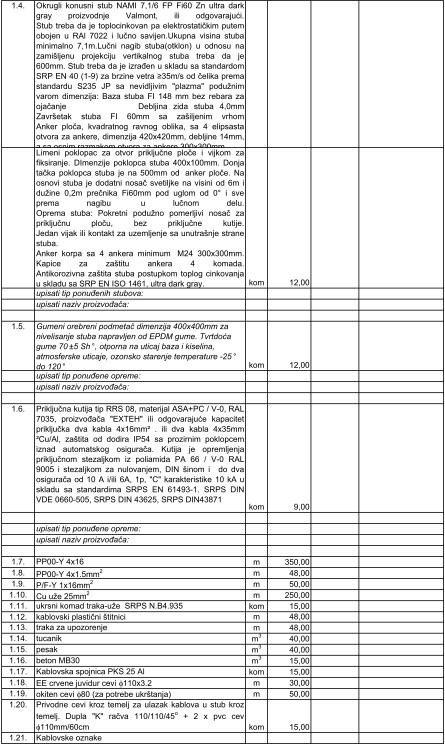 1.4. Okrugli konusni stub NAMI 7,1/6 FP Fi60 Zn ultra dark
gray proizvodnje Valmont, ili odgovarajući.
Stub treba da je toplocinkovan pa elektrostatičkim putem
obojen u RAI 7022 i lučno savijen.Ukupna visina stuba
minimalno 7,1m.Lučni nagib stuba(otklon) u odnosu na
zamišljenu projekciju vertikalnog stuba treba da je
600mm. Stub treba da je izrađen u skladu sa standardom
SRP EN 40 (1-9) za brzine vetra ≥35m/s od čelika prema
standardu S235 JP sa nevidljivim "plazma" podužnim
varom dimenzija: Baza stuba FI 148 mm bez rebara za
ojačanje Debljina zida stuba 4,0mm
Završetak stuba FI 60mm sa zašiljenim vrhom
Anker ploča, kvadratnog ravnog oblika, sa 4 elipsasta
otvora za ankere, dimenzija 420x420mm, debljine 14mm,
a sa osnim razmakom otvora za ankere 300x300mm
Limeni poklopac za otvor priključne ploče i vijkom za
fiksiranje. DImenzije poklopca stuba 400x100mm. Donja
tačka poklopca stuba je na 500mm od anker ploče. Na
osnovi stuba je dodatni nosač svetiljke na visini od 6m i
dužine 0,2m prečnika Fi60mm pod uglom od 0° i sve
prema nagibu u lučnom delu.
Oprema stuba: Pokretni podužno pomerljivi nosač za
priključnu ploču, bez priključne kutije.
Jedan vijak ili kontakt za uzemljenje sa unutrašnje strane
stuba.
Anker korpa sa 4 ankera minimum M24 300x300mm.
Kapice za zaštitu ankera 4 komada.
Antikorozivna zaštita stuba postupkom toplog cinkovanja
u skladu sa SRP EN ISO 1461, ultra dark gray. kom 12,00
upisati tip ponuđenih stubova:
upisati naziv proizvođača:
1.5. Gumeni orebreni podmetač dimenzija 400x400mm za
nivelisanje stuba napravljen od EPDM gume. Tvrtdoća
gume 70±5 Sh°, otporna na uticaj baza i kiselina,
atmosferske uticaje, ozonsko starenje temperature -25°
do 120° kom 12,00
upisati tip ponuđene opreme:
upisati naziv proizvođača:
1.6. Priključna kutija tip RRS 08, materijal ASA+PC / V-0, RAL
7035, proizvođača "EXTEH" ili odgovarajuće kapacitet
priključka dva kabla 4x16mm² . ili dva kabla 4x35mm
²Cu/Al, zaštita od dodira IP54 sa prozirnim poklopcem
iznad automatskog osigurača. Kutija je opremljenja
priključnom stezaljkom iz poliamida PA 66 / V-0 RAL
9005 i stezaljkom za nulovanjem, DIN šinom i do dva
osigurača od 10 A i/ili 6A, 1p, "C" karakteristike 10 kA u
skladu sa standardima SRPS EN 61493-1. SRPS DIN
VDE 0660-505, SRPS DIN 43625, SRPS DIN43871
kom 9,00
upisati tip ponuđene opreme:
upisati naziv proizvođača:
1.7. PP00-Y 4x16 m 350,00
1.8. PP00-Y 4x1.5mm² m 48,00
1.9. P/F-Y 1x16mm² m 50,00
1.10. Cu uže 25mm² m 250,00
1.11. ukrsni komad traka-uže SRPS N.B4.935 kom 15,00
1.12. kablovski plastični štitnici m 48,00
1.13. traka za upozorenje m 48,00
1.14. tucanik m³ 40,00
1.15. pesak m³ 40,00
1.16. beton MB30 m³ 15,00
1.17. Kablovska spojnica PKS 25 Al kom 15,00
1.18. EE crvene juvidur cevi ϕ110x3.2 m 30,00
1.19. okiten cevi ϕ80 (za potrebe ukrštanja) m 50,00
1.20. Privodne cevi kroz temelj za ulazak kablova u stub kroz
temelj. Dupla "K" račva 110/110/45° + 2 x pvc cev
ϕ110mm/60cm kom 15,00
1.21. Kablovske oznake